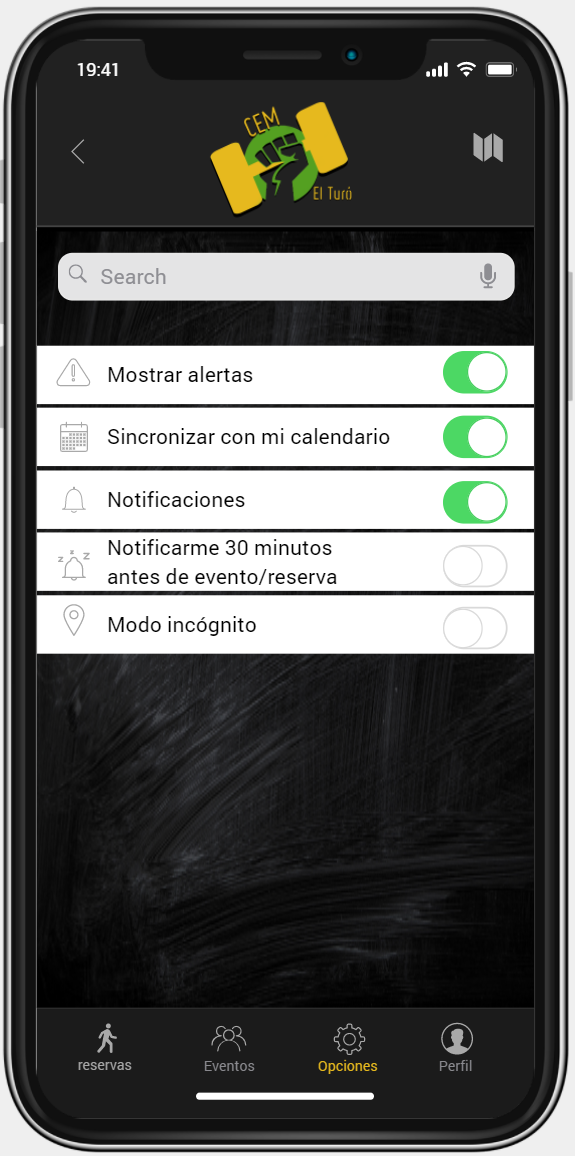 19:41
CEM
El Turó
Search
Mostrar alertas
Sincronizar con mi calendario
Notificaciones
z z z
Notificarme 30 minutos
antes de evento/reserva
Modo incógnito
reservas
Eventos
Opciones
Perfil